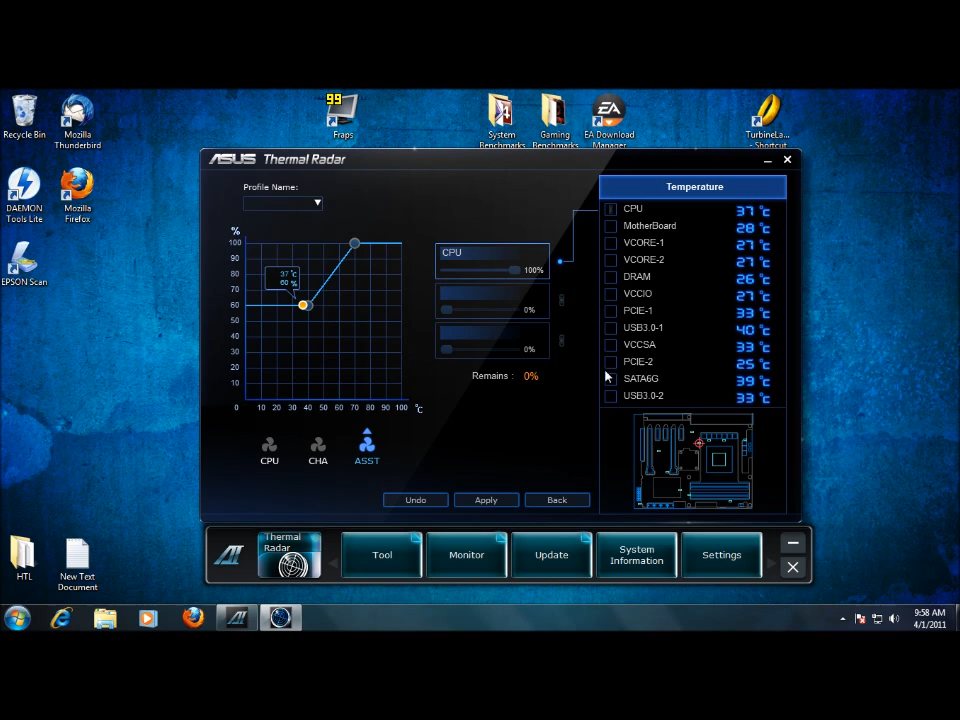 99
Recycle Bin
Mozilla
Thunderbird
Fraps
System
Benchmarks
Gaming
Benchmarks
EA
EA Download
Manager
TurbineLa...
- Shortcut
DAEMON
Tools Lite
Mozilla
Firefox
EPSON Scan
HTL
New Text
Document
ASUS Thermal Radar
Profile Name:
%
100
90
80
70
60
50
40
30
20
10
0 10 20 30 40 50 60 70 80 90 100 °C
37 °C
60 %
CPU
100%
0%
0%
Remains : 0%
CPU
CHA
ASST
Undo
Apply
Back
Temperature
CPU 37 °C
MotherBoard 28 °C
VCORE-1 27 °C
VCORE-2 27 °C
DRAM 26 °C
VCCIO 27 °C
PCIE-1 33 °C
USB3.0-1 40 °C
VCCSA 33 °C
PCIE-2 25 °C
SATA6G 39 °C
USB3.0-2 33 °C
Thermal
Radar
Tool
Monitor
Update
System
Information
Settings
9:58 AM
4/1/2011